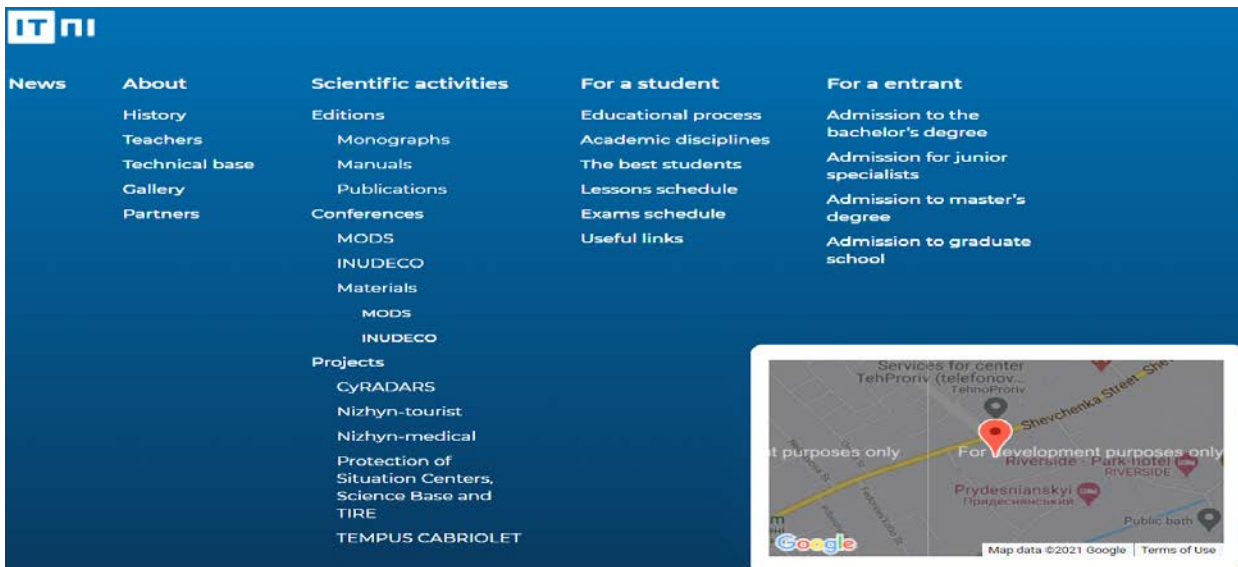 IT ПІ
News
About
History
Teachers
Technical base
Gallery
Partners
Scientific activities
Editions
Monographs
Manuals
Publications
Conferences
MODS
INUDECO
Materials
MODS
INUDECO
Projects
CyRADARS
Nizhyn-tourist
Nizhyn-medical
Protection of
Situation Centers,
Science Base and
TIRE
TEMPUS CABRIOLET
For a student
Educational process
Academic disciplines
The best students
Lessons schedule
Exams schedule
Useful links
For a entrant
Admission to the
bachelor's degree
Admission for junior
specialists
Admission to master's
degree
Admission to graduate
school
Services for center
TehProriv (telefonov...
TehnoProriv
Shevchenka Street
t purposes only
For development purposes only
Riverside - Park-hotel
RIVERSIDE
Prydesnianskyi
Придеснянський
Public bath
Google
Map data ©2021 Google
Terms of Use